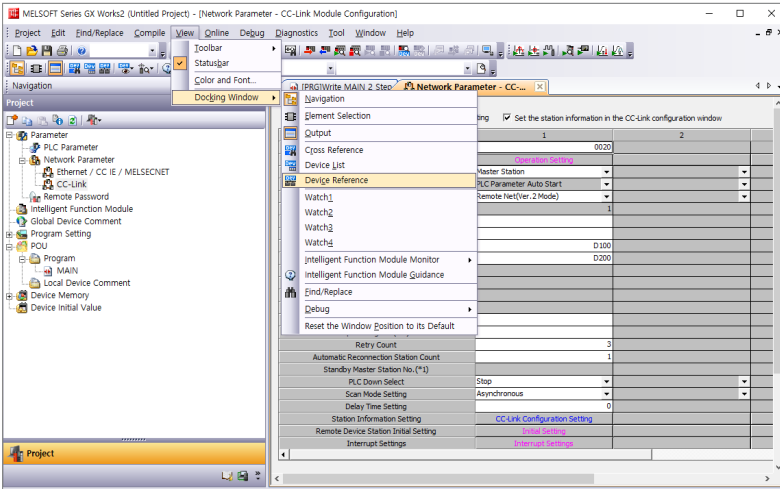 MELSOFT Series GX Works2 (Untitled Project) - [Network Parameter - CC-Link Module Configuration]
Project Edit Find/Replace Compile View Online Debug Diagnostics Tool Window Help
Toolbar
Statusbar
Color and Font...
Docking Window
Navigation
Element Selection
Output
Cross Reference
Device List
Device Reference
Watch1
Watch2
Watch3
Watch4
Intelligent Function Module Monitor
Intelligent Function Module Guidance
Find/Replace
Debug
Reset the Window Position to its Default
Navigation
Project
Parameter
PLC Parameter
Network Parameter
Ethernet / CC IE / MELSECNET
CC-Link
Remote Password
Intelligent Function Module
Global Device Comment
Program Setting
POU
Program
MAIN
Local Device Comment
Device Memory
Device Initial Value
Project
[PRG]Write MAIN 2 Step
Network Parameter - CC-...
Set the station information in the CC-Link configuration window
1 2
0020
Operation Setting
Master Station
PLC Parameter Auto Start
Remote Net(Ver.2 Mode)
1
D100
D200
Retry Count 3
Automatic Reconnection Station Count 1
Standby Master Station No.(*1)
PLC Down Select Stop
Scan Mode Setting Asynchronous
Delay Time Setting 0
Station Information Setting CC-Link Configuration Setting
Remote Device Station Initial Setting Initial Setting
Interrupt Settings Interrupt Settings